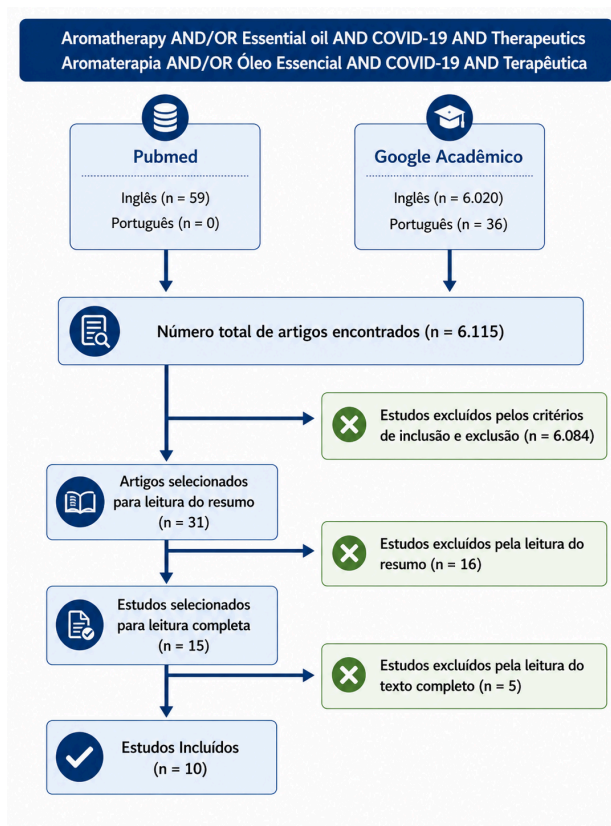 Aromatherapy AND/OR Essential oil AND COVID-19 AND Therapeutics
Aromaterapia AND/OR Óleo Essencial AND COVID-19 AND Terapêutica
Pubmed
Inglês (n = 59)
Português (n = 0)
Google Acadêmico
Inglês (n = 6.020)
Português (n = 36)
Número total de artigos encontrados (n = 6.115)
Estudos excluídos pelos critérios
de inclusão e exclusão (n = 6.084)
Artigos selecionados
para leitura do resumo
(n = 31)
Estudos excluídos pela leitura do
resumo (n = 16)
Estudos selecionados
para leitura completa
(n = 15)
Estudos excluídos pela leitura do
texto completo (n = 5)
Estudos Incluídos
(n = 10)